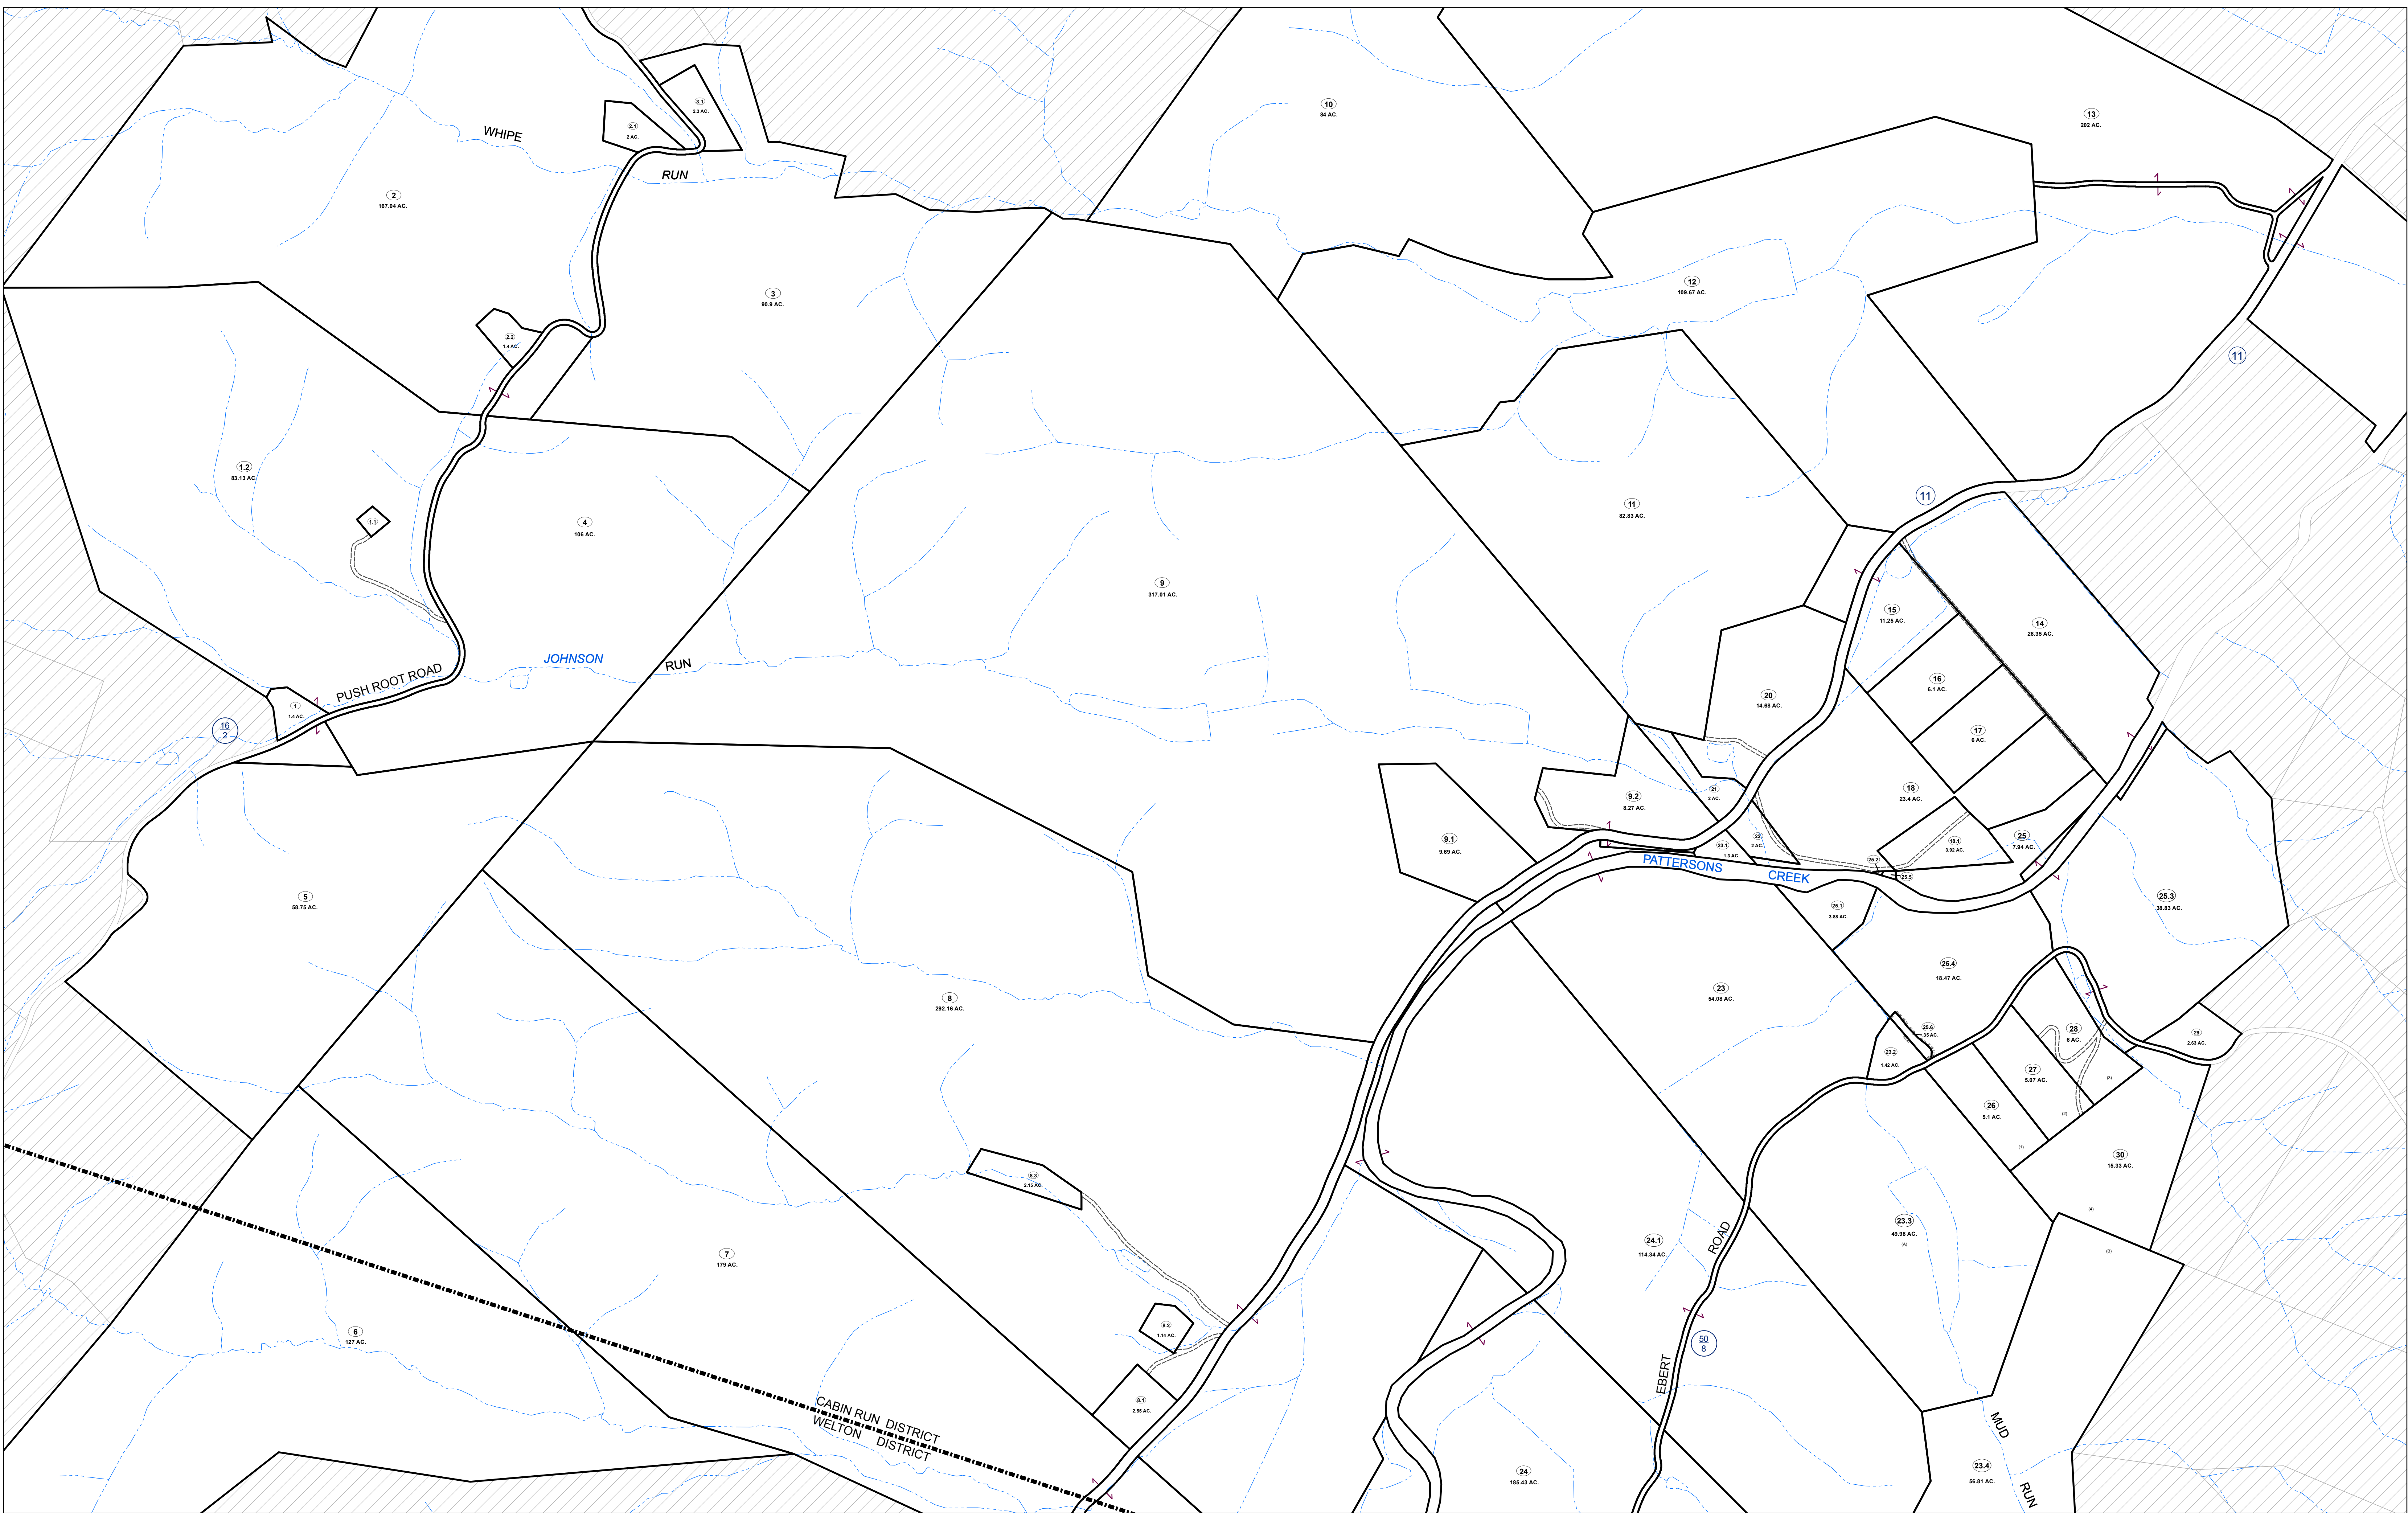 3.1
2.3 AC.
10
84 AC.
13
202 AC.
2.1
2 AC.
WHIPE
RUN
2
167.04 AC.
3
90.9 AC.
12
109.67 AC.
2.2
1.4 AC.
11
1.2
83.13 AC.
11
1.1
4
106 AC.
11
82.83 AC.
9
317.01 AC.
15
11.25 AC.
14
26.35 AC.
JOHNSON
RUN
PUSH ROOT ROAD
16
6.1 AC.
20
14.68 AC.
1
1.4 AC.
16
2
17
6 AC.
21
2 AC.
9.2
8.27 AC.
18
23.4 AC.
9.1
9.69 AC.
22
2 AC.
23.1
1.3 AC.
18.1
3.92 AC.
25
7.94 AC.
PATTERSONS
CREEK
25.2
25.5
5
58.75 AC.
25.1
3.88 AC.
25.3
38.83 AC.
25.4
18.47 AC.
23
54.08 AC.
8
292.16 AC.
25.6
.35 AC.
28
6 AC.
29
2.63 AC.
23.2
1.42 AC.
27
5.07 AC.
(3)
26
5.1 AC.
(2)
(1)
30
15.33 AC.
8.3
2.15 AC.
(A)
23.3
49.98 AC.
(A)
24.1
114.34 AC.
ROAD
(B)
7
179 AC.
6
127 AC.
8.2
1.14 AC.
50
8
EBERT
8.1
2.55 AC.
CABIN RUN DISTRICT
WELTON DISTRICT
MUD
RUN
24
185.43 AC.
23.4
56.81 AC.